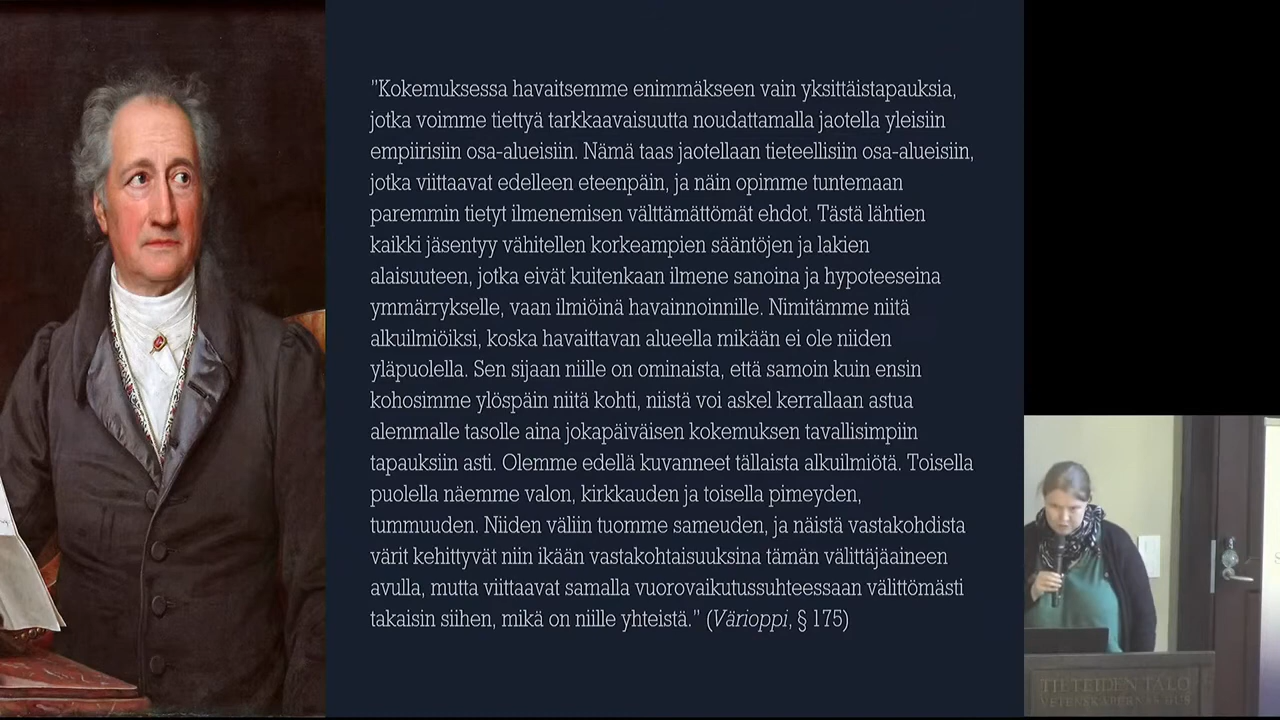 "Kokemuksessa havaitsemme enimmäkseen vain yksittäistapauksia,
jotka voimme tiettyä tarkkaavaisuutta noudattamalla jaotella yleisiin
empiirisiin osa-alueisiin. Nämä taas jaotellaan tieteellisiin osa-alueisiin,
jotka viittaavat edelleen eteenpäin, ja näin opimme tuntemaan
paremmin tietyt ilmenemisen välttämättömät ehdot. Tästä lähtien
kaikki jäsentyy vähitellen korkeampien sääntöjen ja lakien
alaisuuteen, jotka eivät kuitenkaan ilmene sanoina ja hypoteeseina
ymmärrykselle, vaan ilmiöinä havainnoinnille. Nimitämme niitä
alkuilmiöiksi, koska havaittavan alueella mikään ei ole niiden
yläpuolella. Sen sijaan niille on ominaista, että samoin kuin ensin
kohosimme ylöspäin niitä kohti, niistä voi askel kerrallaan astua
alemmalle tasolle aina jokapäiväisen kokemuksen tavallisimpiin
tapauksiin asti. Olemme edellä kuvanneet tällaista alkuilmiötä. Toisella
puolella näemme valon, kirkkauden ja toisella pimeyden,
tummuuden. Niiden väliin tuomme sameuden, ja näistä vastakohdista
värit kehittyvät niin ikään vastakohtaisuuksina tämän välittäjäaineen
avulla, mutta viittaavat samalla vuorovaikutussuhteessaan välittömästi
takaisin siihen, mikä on niille yhteistä." (Värioppi, § 175)
TIETEIDEN TALO
VETENSKAPERNAS HUS